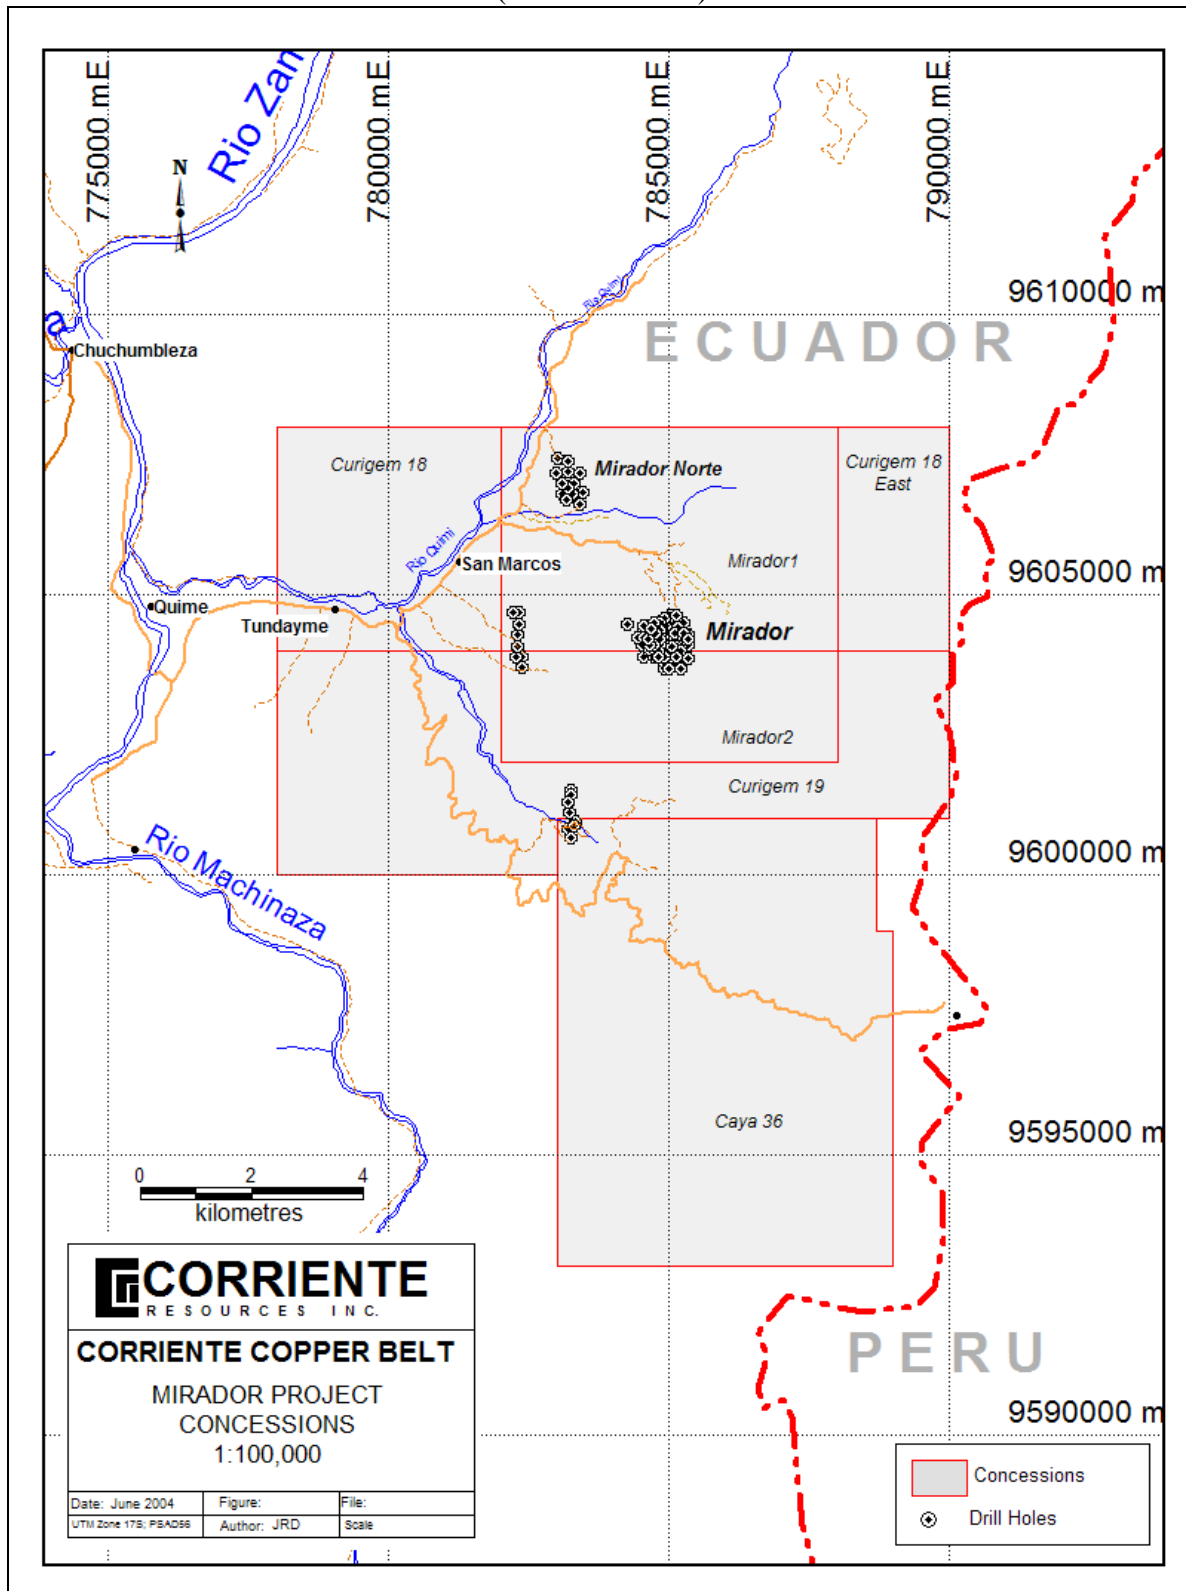 775000 mE
780000 mE
785000 mE
790000 mE
Rio Zan
N
Rio Quimi
9610000 m
ECUADOR
Chuchumbleza
Curigem 18
Mirador Norte
Curigem 18
East
Rio Quimi
San Marcos
Mirador1
9605000 m
Quime
Tundayme
Mirador
Mirador2
Curigem 19
Rio Machinaza
9600000 m
Caya 36
9595000 m
0 2 4
kilometres
CORRIENTE
RESOURCES INC.
CORRIENTE COPPER BELT
MIRADOR PROJECT
CONCESSIONS
1:100,000
PERU
9590000 m
Concessions
Drill Holes
Date: June 2004 Figure: File:
UTM Zone 17S; PSAD56 Author: JRD Scale